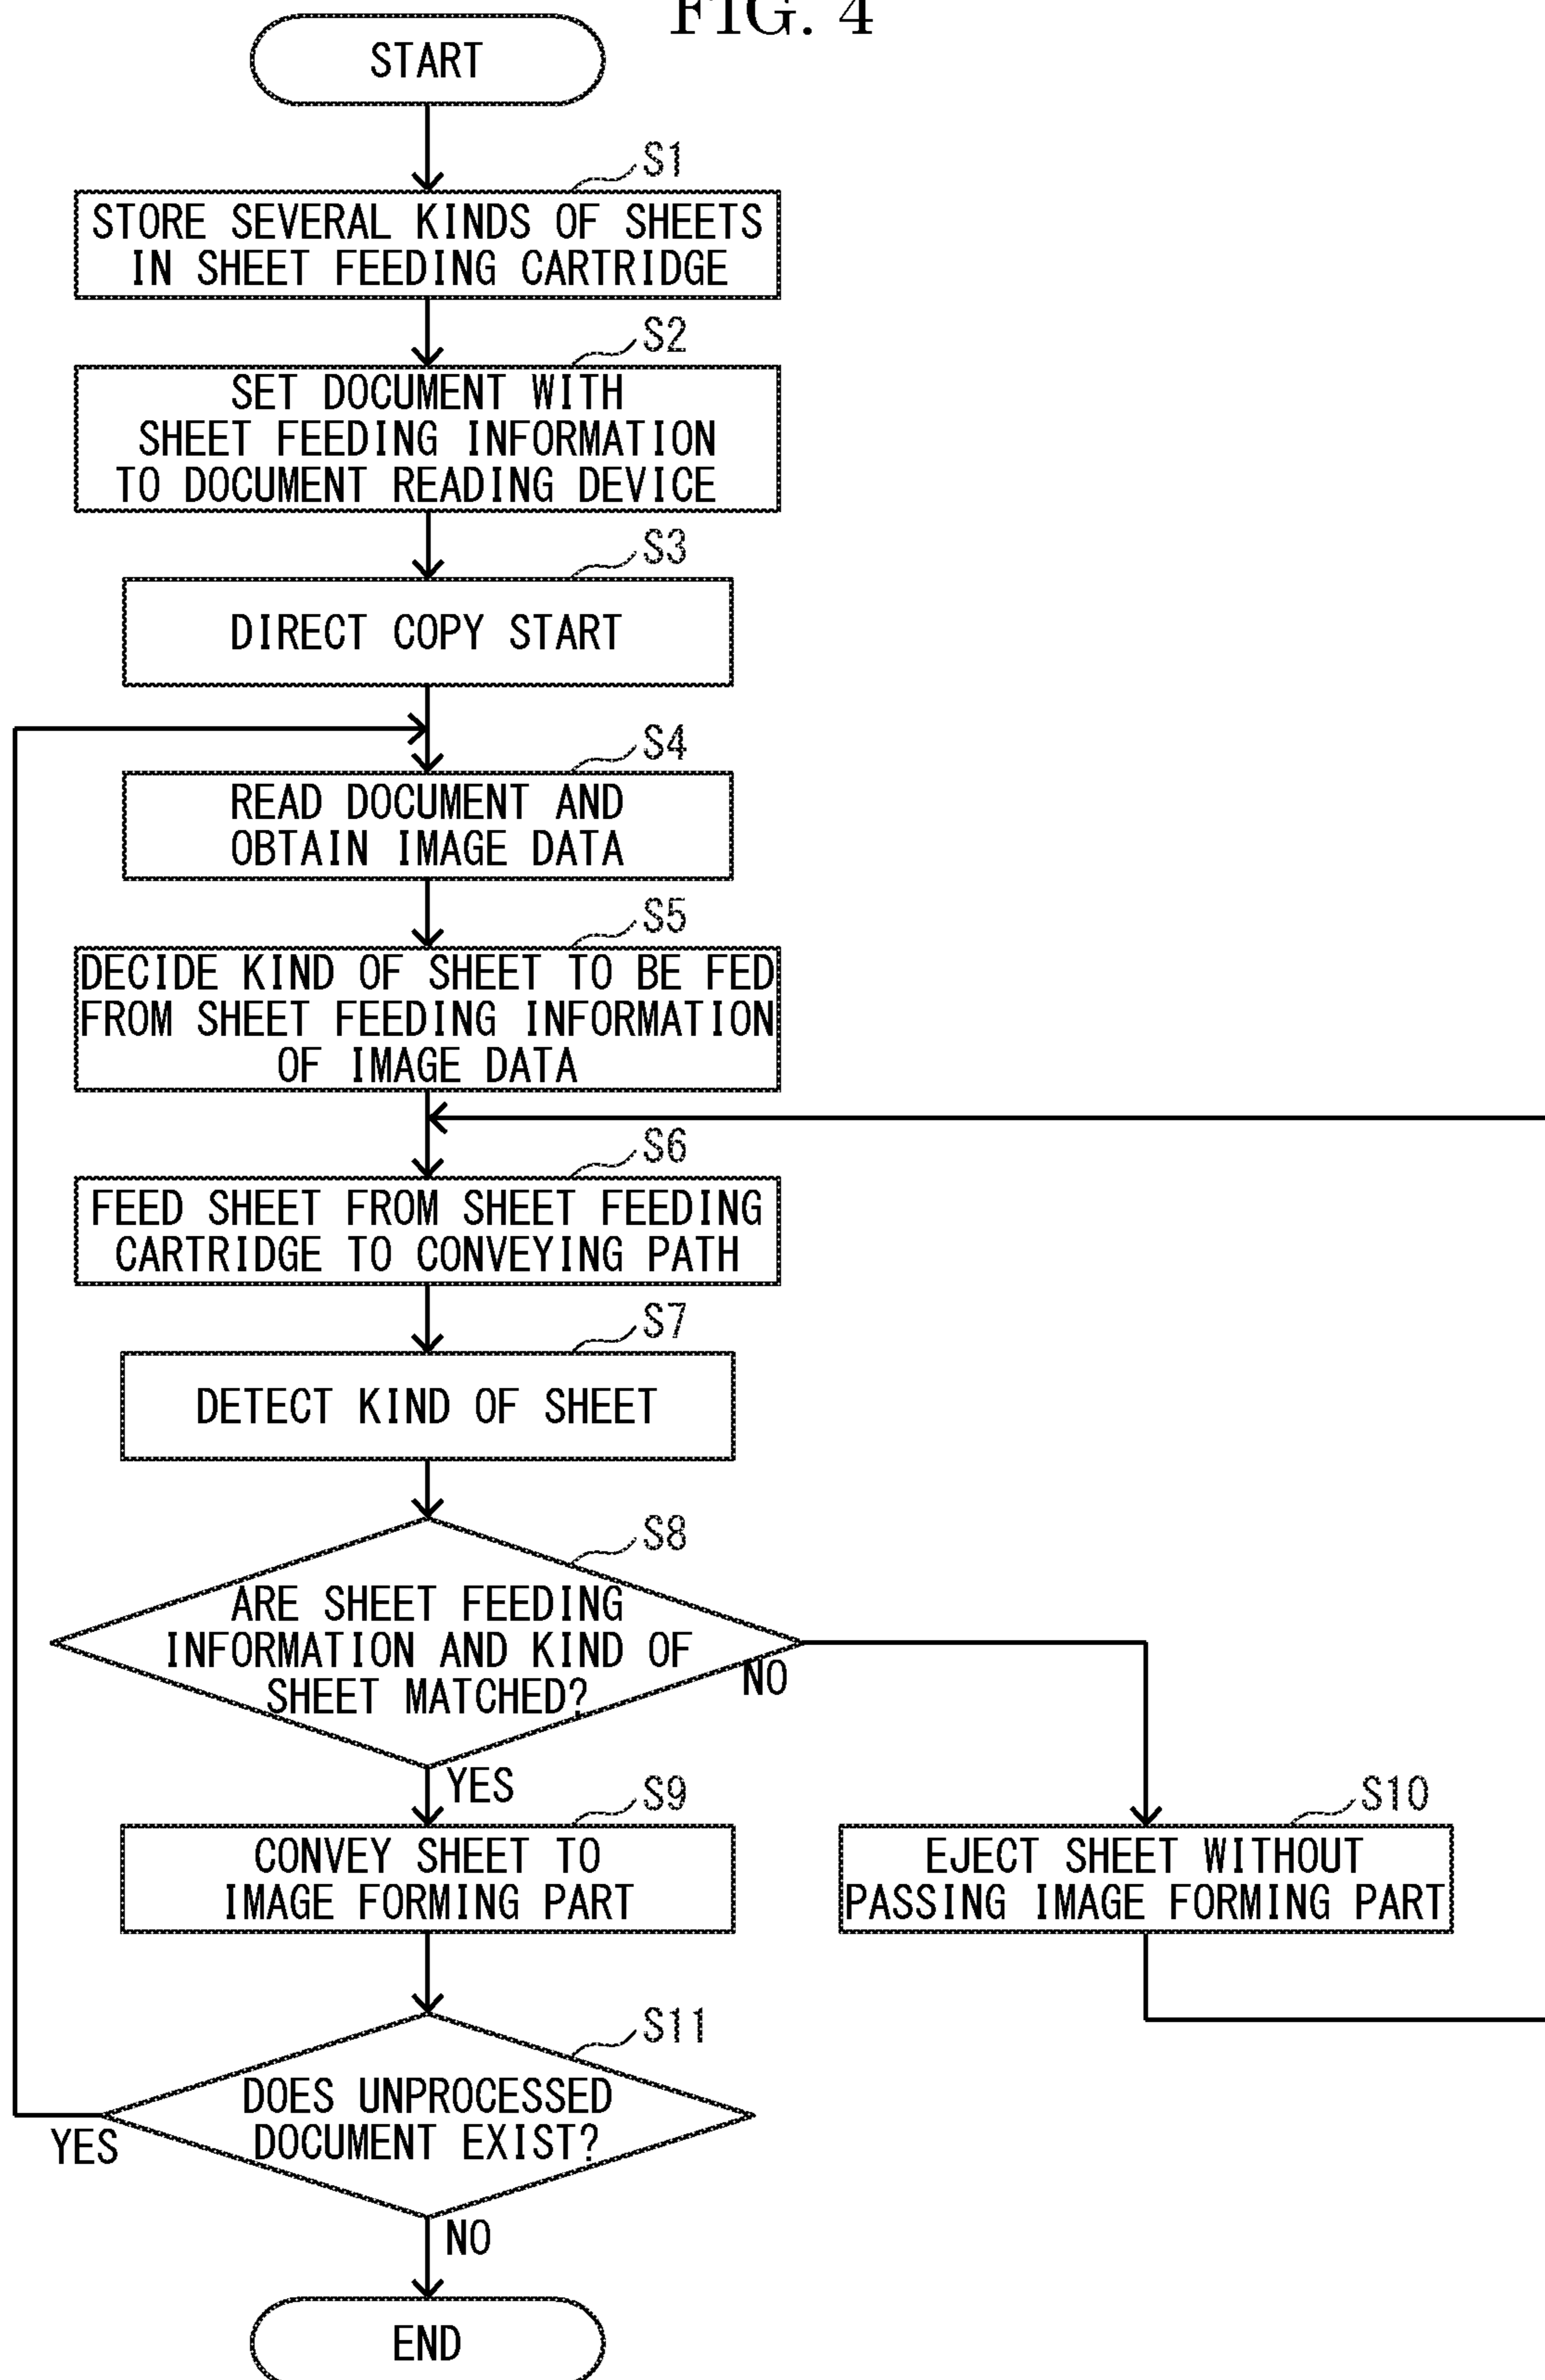 FIG. 4
START
S1
STORE SEVERAL KINDS OF SHEETS
IN SHEET FEEDING CARTRIDGE
S2
SET DOCUMENT WITH
SHEET FEEDING INFORMATION
TO DOCUMENT READING DEVICE
S3
DIRECT COPY START
S4
READ DOCUMENT AND
OBTAIN IMAGE DATA
S5
DECIDE KIND OF SHEET TO BE FED
FROM SHEET FEEDING INFORMATION
OF IMAGE DATA
S6
FEED SHEET FROM SHEET FEEDING
CARTRIDGE TO CONVEYING PATH
S7
DETECT KIND OF SHEET
S8
ARE SHEET FEEDING
INFORMATION AND KIND OF
SHEET MATCHED?
NO
YES
S9
CONVEY SHEET TO
IMAGE FORMING PART
S10
EJECT SHEET WITHOUT
PASSING IMAGE FORMING PART
S11
DOES UNPROCESSED
DOCUMENT EXIST?
YES
NO
END